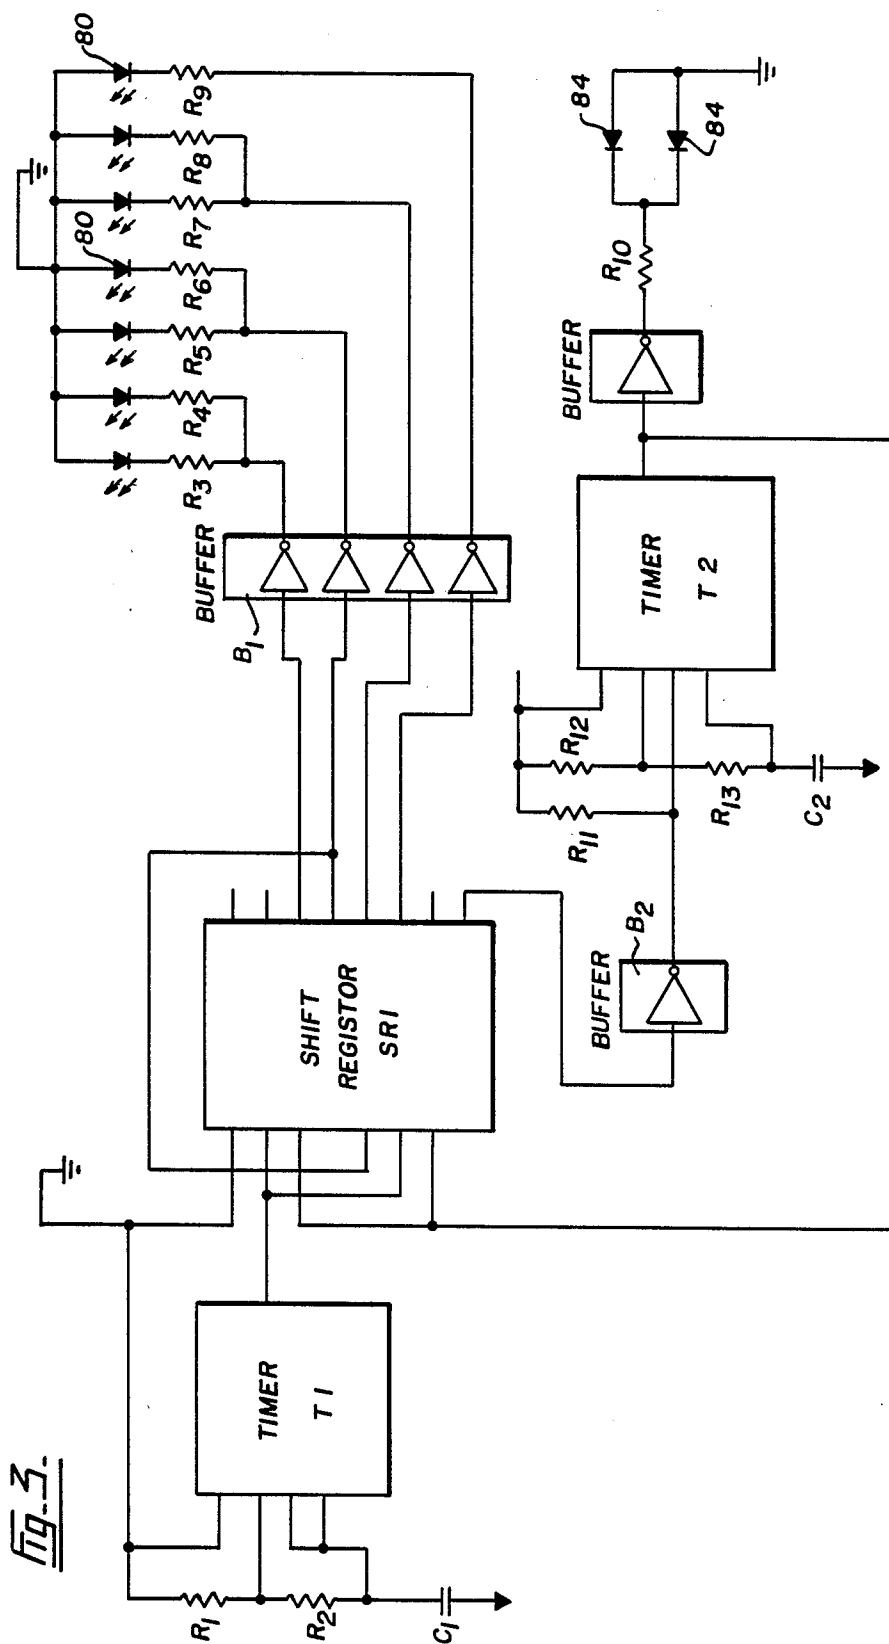 Fig. 3.
80
80
R3
R4
R5
R6
R7
R8
R9
BUFFER
B1
SHIFT
REGISTOR
SR1
TIMER
T1
R1
R2
C1
BUFFER
B2
R11
R12
R13
C2
TIMER
T2
BUFFER
R10
84
84